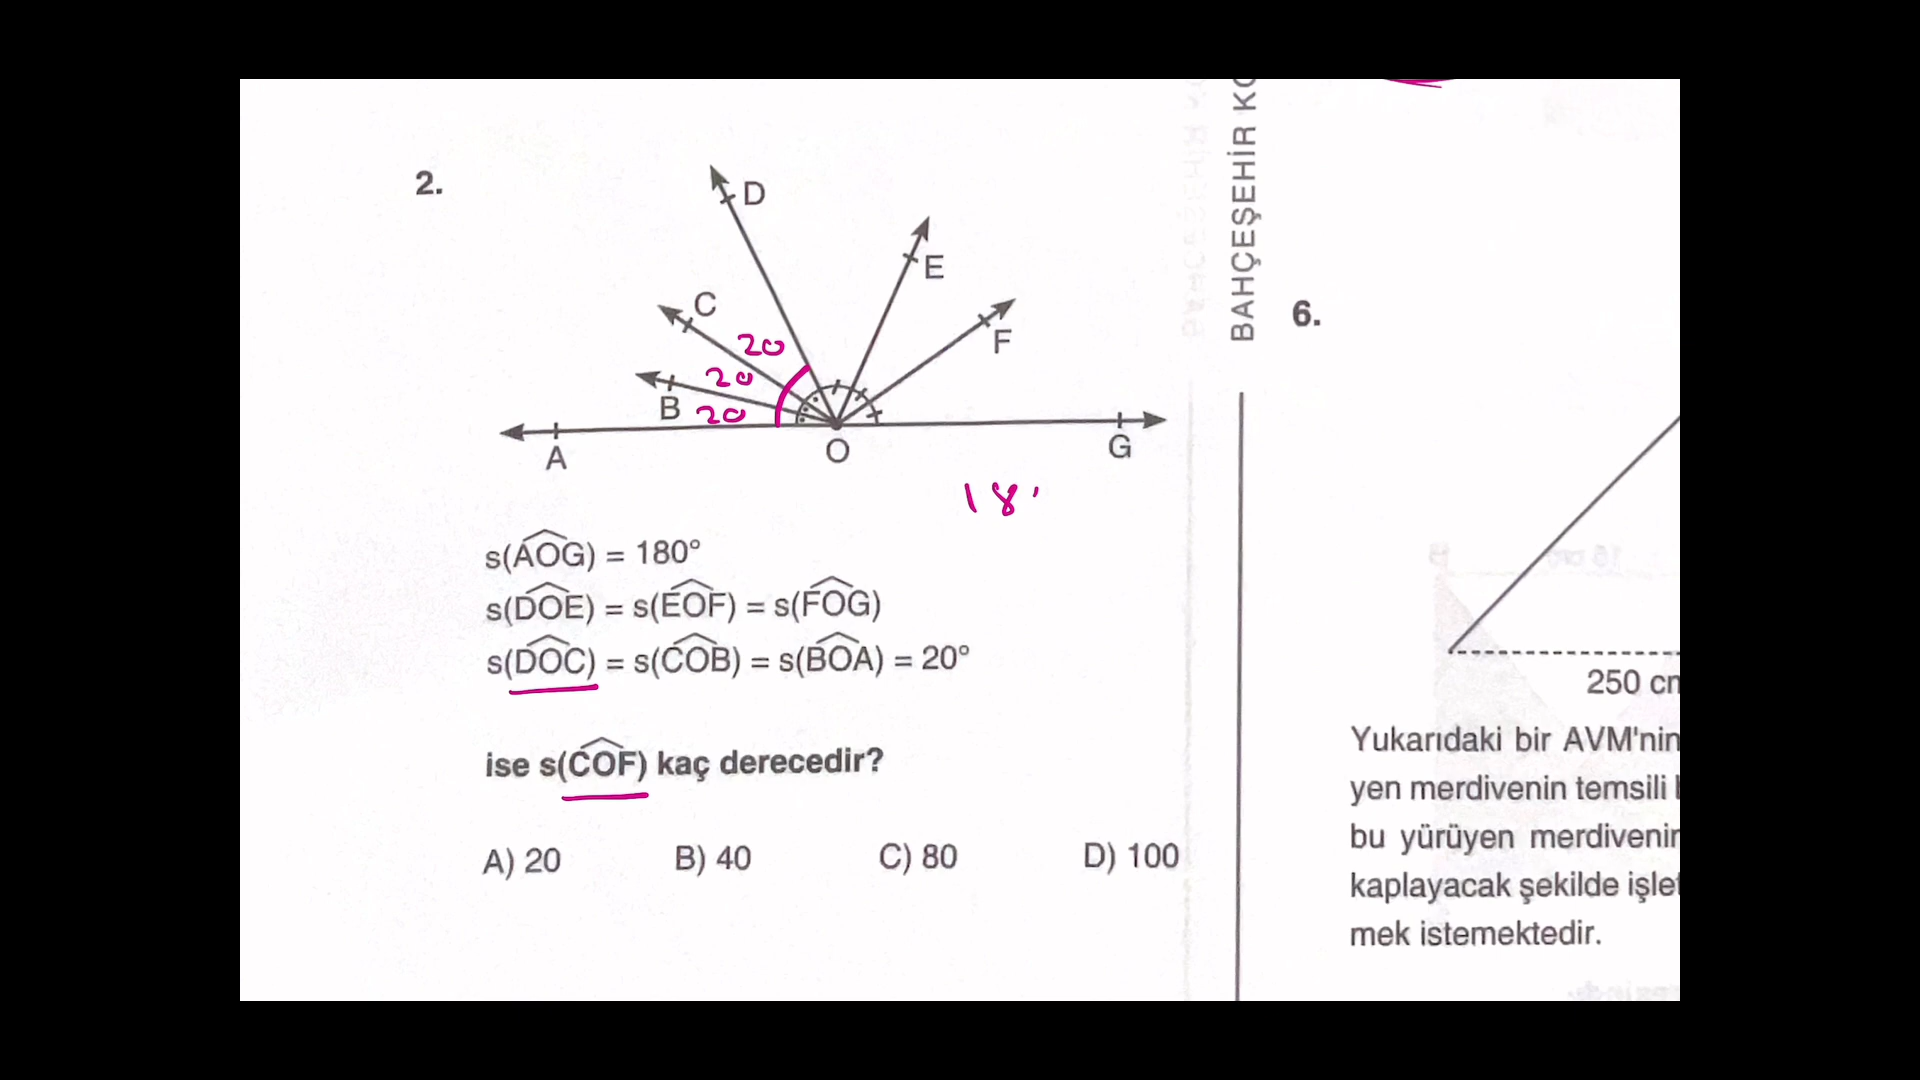 2.
D
E
C
F
20
20
B
20
A
O
G
18
s(AOG) = 180°
s(DOE) = s(EOF) = s(FOG)
s(DOC) = s(COB) = s(BOA) = 20°
ise s(COF) kaç derecedir?
A) 20 B) 40 C) 80 D) 100
BAHÇEŞEHİR
6.
250
Yukarıdaki bir AVM'nin
yen merdivenin temsili
bu yürüyen
kaplayacak şekilde
mek istemektedir.